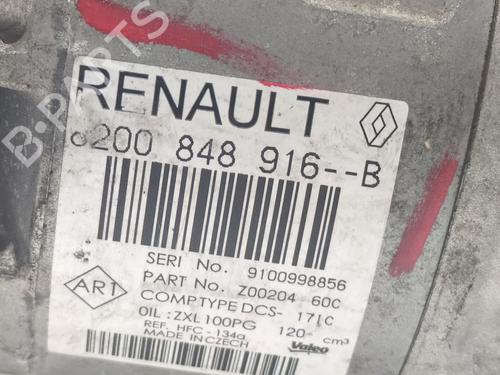 B-PARTS
RENAULT
8200 848 916--B
SERI No. 9100998856
PART No. Z00204 60C
ART
COMPTYPE DCS- 171C
OIL:ZXL100PG 120 cm³
REF. HFC-134a
MADE IN CZECH
Valeo